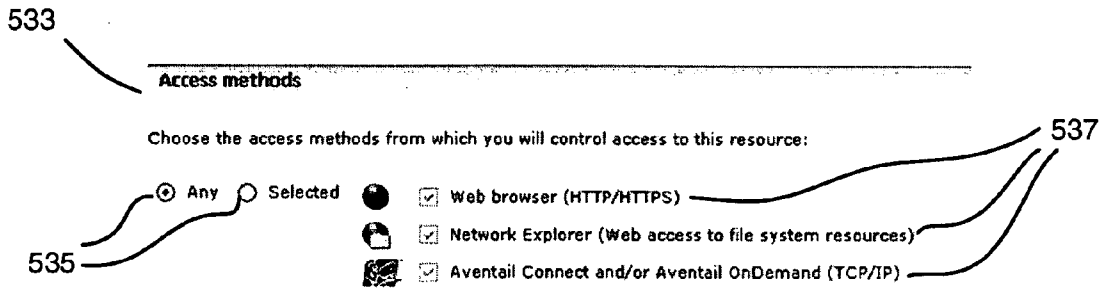 533
Access methods
Choose the access methods from which you will control access to this resource:
537
Any Selected Web browser (HTTP/HTTPS)
Network Explorer (Web access to file system resources)
535
Aventail Connect and/or Aventail OnDemand (TCP/IP)